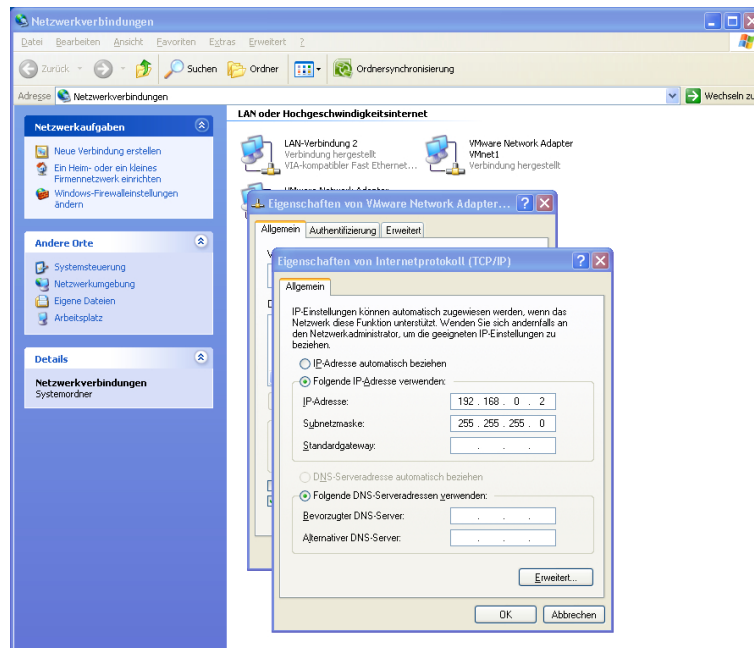 Netzwerkverbindungen
Datei Bearbeiten Ansicht Favoriten Extras Erweitert ?
Zurück Suchen Ordner Ordnersynchronisierung
Adresse Netzwerkverbindungen Wechseln zu
LAN oder Hochgeschwindigkeitsinternet
Netzwerkaufgaben
Neue Verbindung erstellen
Ein Heim- oder ein kleines
Firmennetzwerk einrichten
Windows-Firewalleinstellungen
ändern
Andere Orte
Systemsteuerung
Netzwerkumgebung
Eigene Dateien
Arbeitsplatz
Details
Netzwerkverbindungen
Systemordner
LAN-Verbindung 2
Verbindung hergestellt
VIA-kompatibler Fast Ethernet...
VMware Network Adapter
VMnet1
Verbindung hergestellt
VMware Network Adapter
Eigenschaften von VMware Network Adapter...
Allgemein Authentifizierung Erweitert
Eigenschaften von Internetprotokoll (TCP/IP)
Allgemein
IP-Einstellungen können automatisch zugewiesen werden, wenn das
Netzwerk diese Funktion unterstützt. Wenden Sie sich andernfalls an
den Netzwerkadministrator, um die geeigneten IP-Einstellungen zu
beziehen.
IP-Adresse automatisch beziehen
Folgende IP-Adresse verwenden:
IP-Adresse: 192 . 168 . 0 . 2
Subnetzmaske: 255 . 255 . 255 . 0
Standardgateway: . . .
DNS-Serveradresse automatisch beziehen
Folgende DNS-Serveradressen verwenden:
Bevorzugter DNS-Server: . . .
Alternativer DNS-Server: . . .
Erweitert...
OK Abbrechen